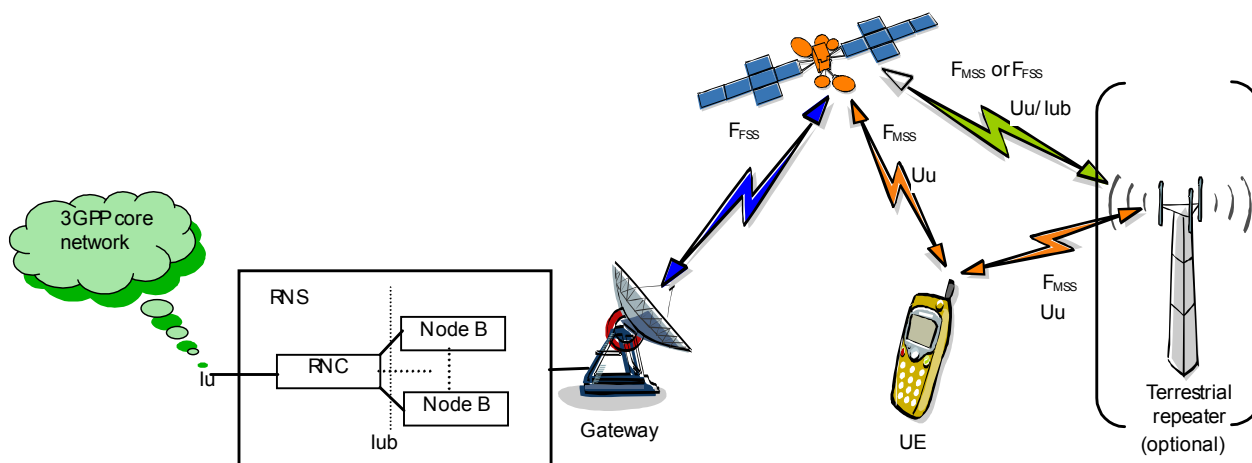 3GPP core
network
Iu
RNS
RNC
Node B
Node B
Iub
Gateway
FFSS
FMSS
Uu
FMSS or FFSS
Uu/ Iub
FMSS
Uu
UE
Terrestrial
repeater
(optional)